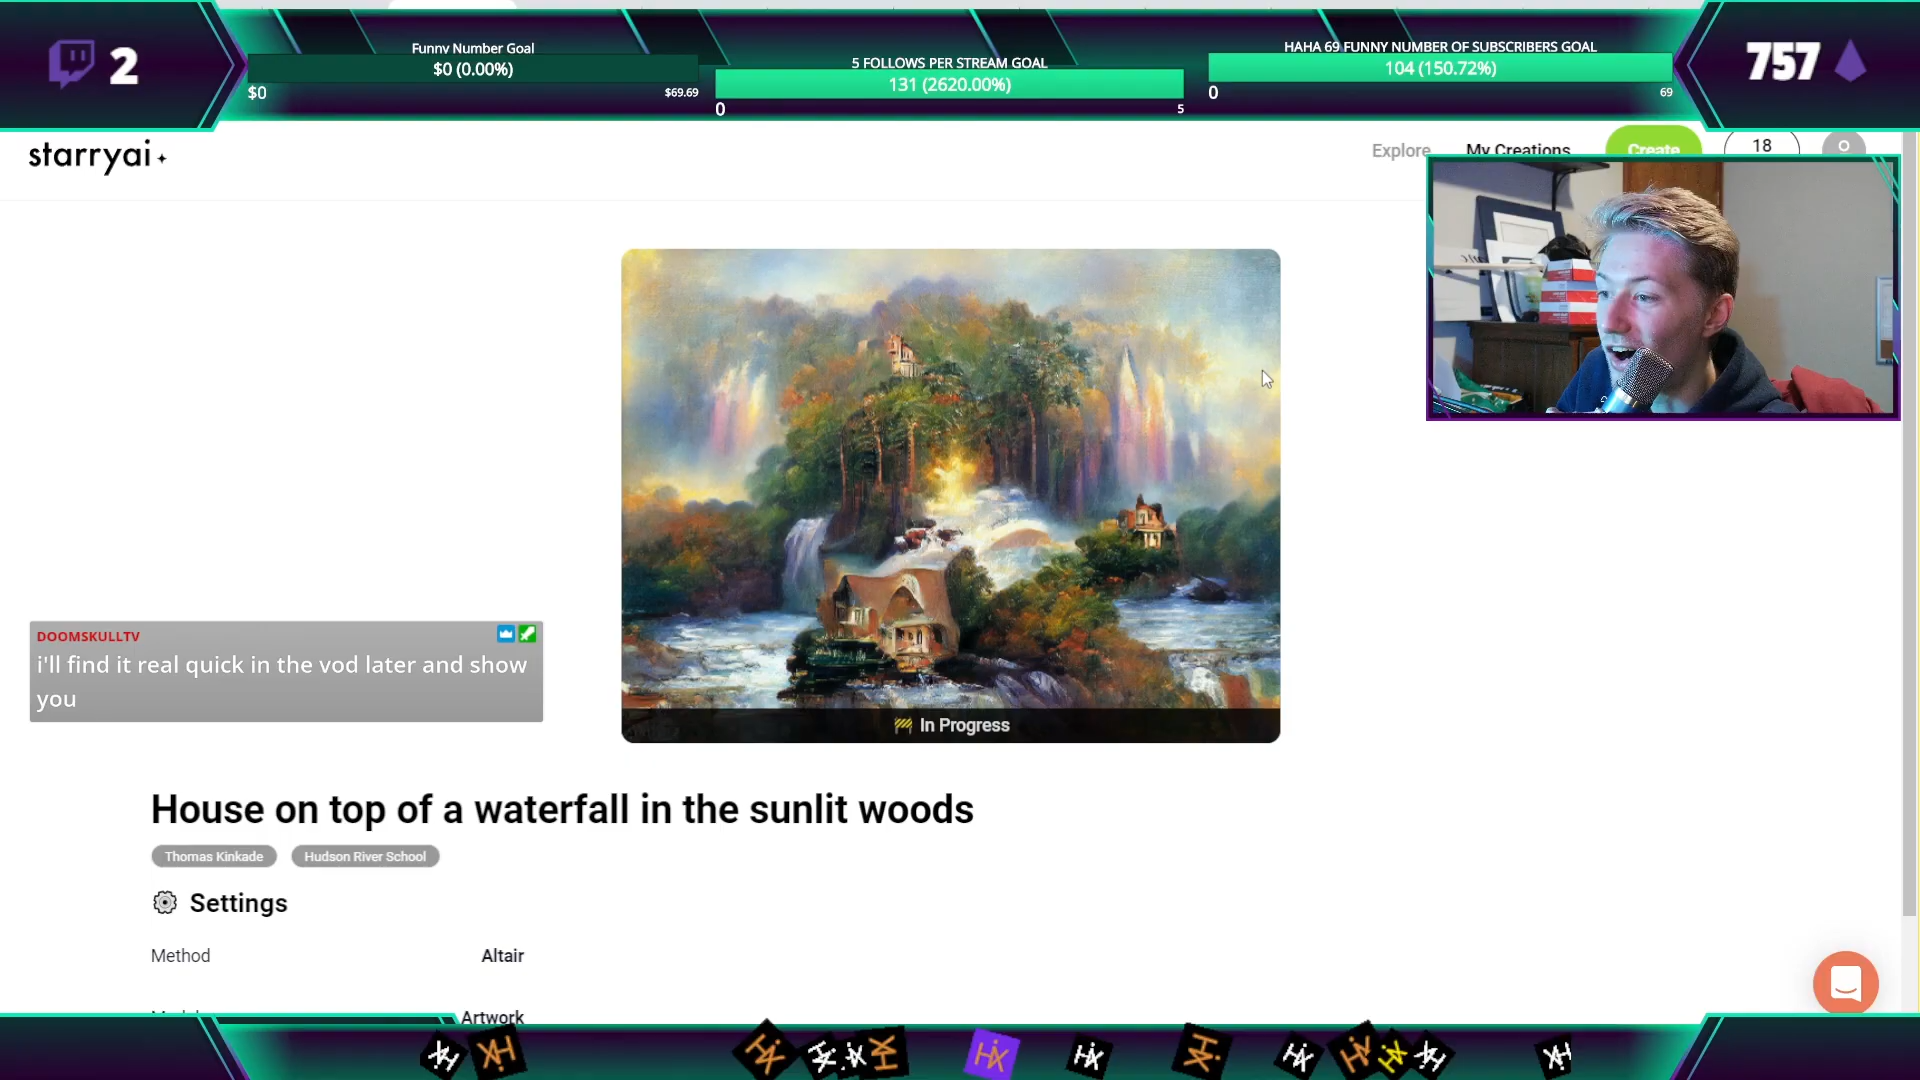 2
Funny Number Goal
$0 (0.00%)
$0
$69.69
5 FOLLOWS PER STREAM GOAL
131 (2620.00%)
0
5
HAHA 69 FUNNY NUMBER OF SUBSCRIBERS GOAL
104 (150.72%)
0
69
757
starryai
Explore
My Creations
Create
18
O
DOOMSKULLTV
i'll find it real quick in the vod later and show
you
In Progress
House on top of a waterfall in the sunlit woods
Thomas Kinkade
Hudson River School
Settings
Method
Altair
Artwork